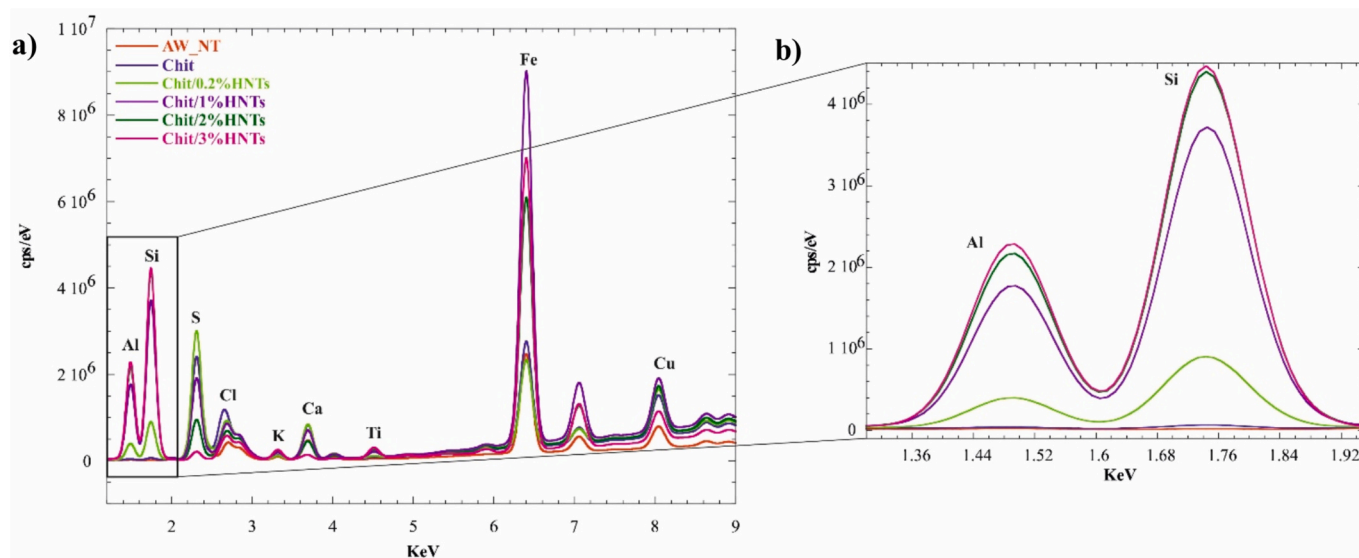 a)
1 10⁷
8 10⁶
6 10⁶
4 10⁶
2 10⁶
0
cps/eV
AW_NT
Chit
Chit/0.2%HNTs
Chit/1%HNTs
Chit/2%HNTs
Chit/3%HNTs
Al
Si
S
Cl
K
Ca
Ti
Fe
Cu
2
3
4
5
6
7
8
9
KeV
b)
4 10⁶
3 10⁶
2 10⁶
1 10⁶
0
cps/eV
Al
Si
1.36
1.44
1.52
1.6
1.68
1.76
1.84
1.92
KeV